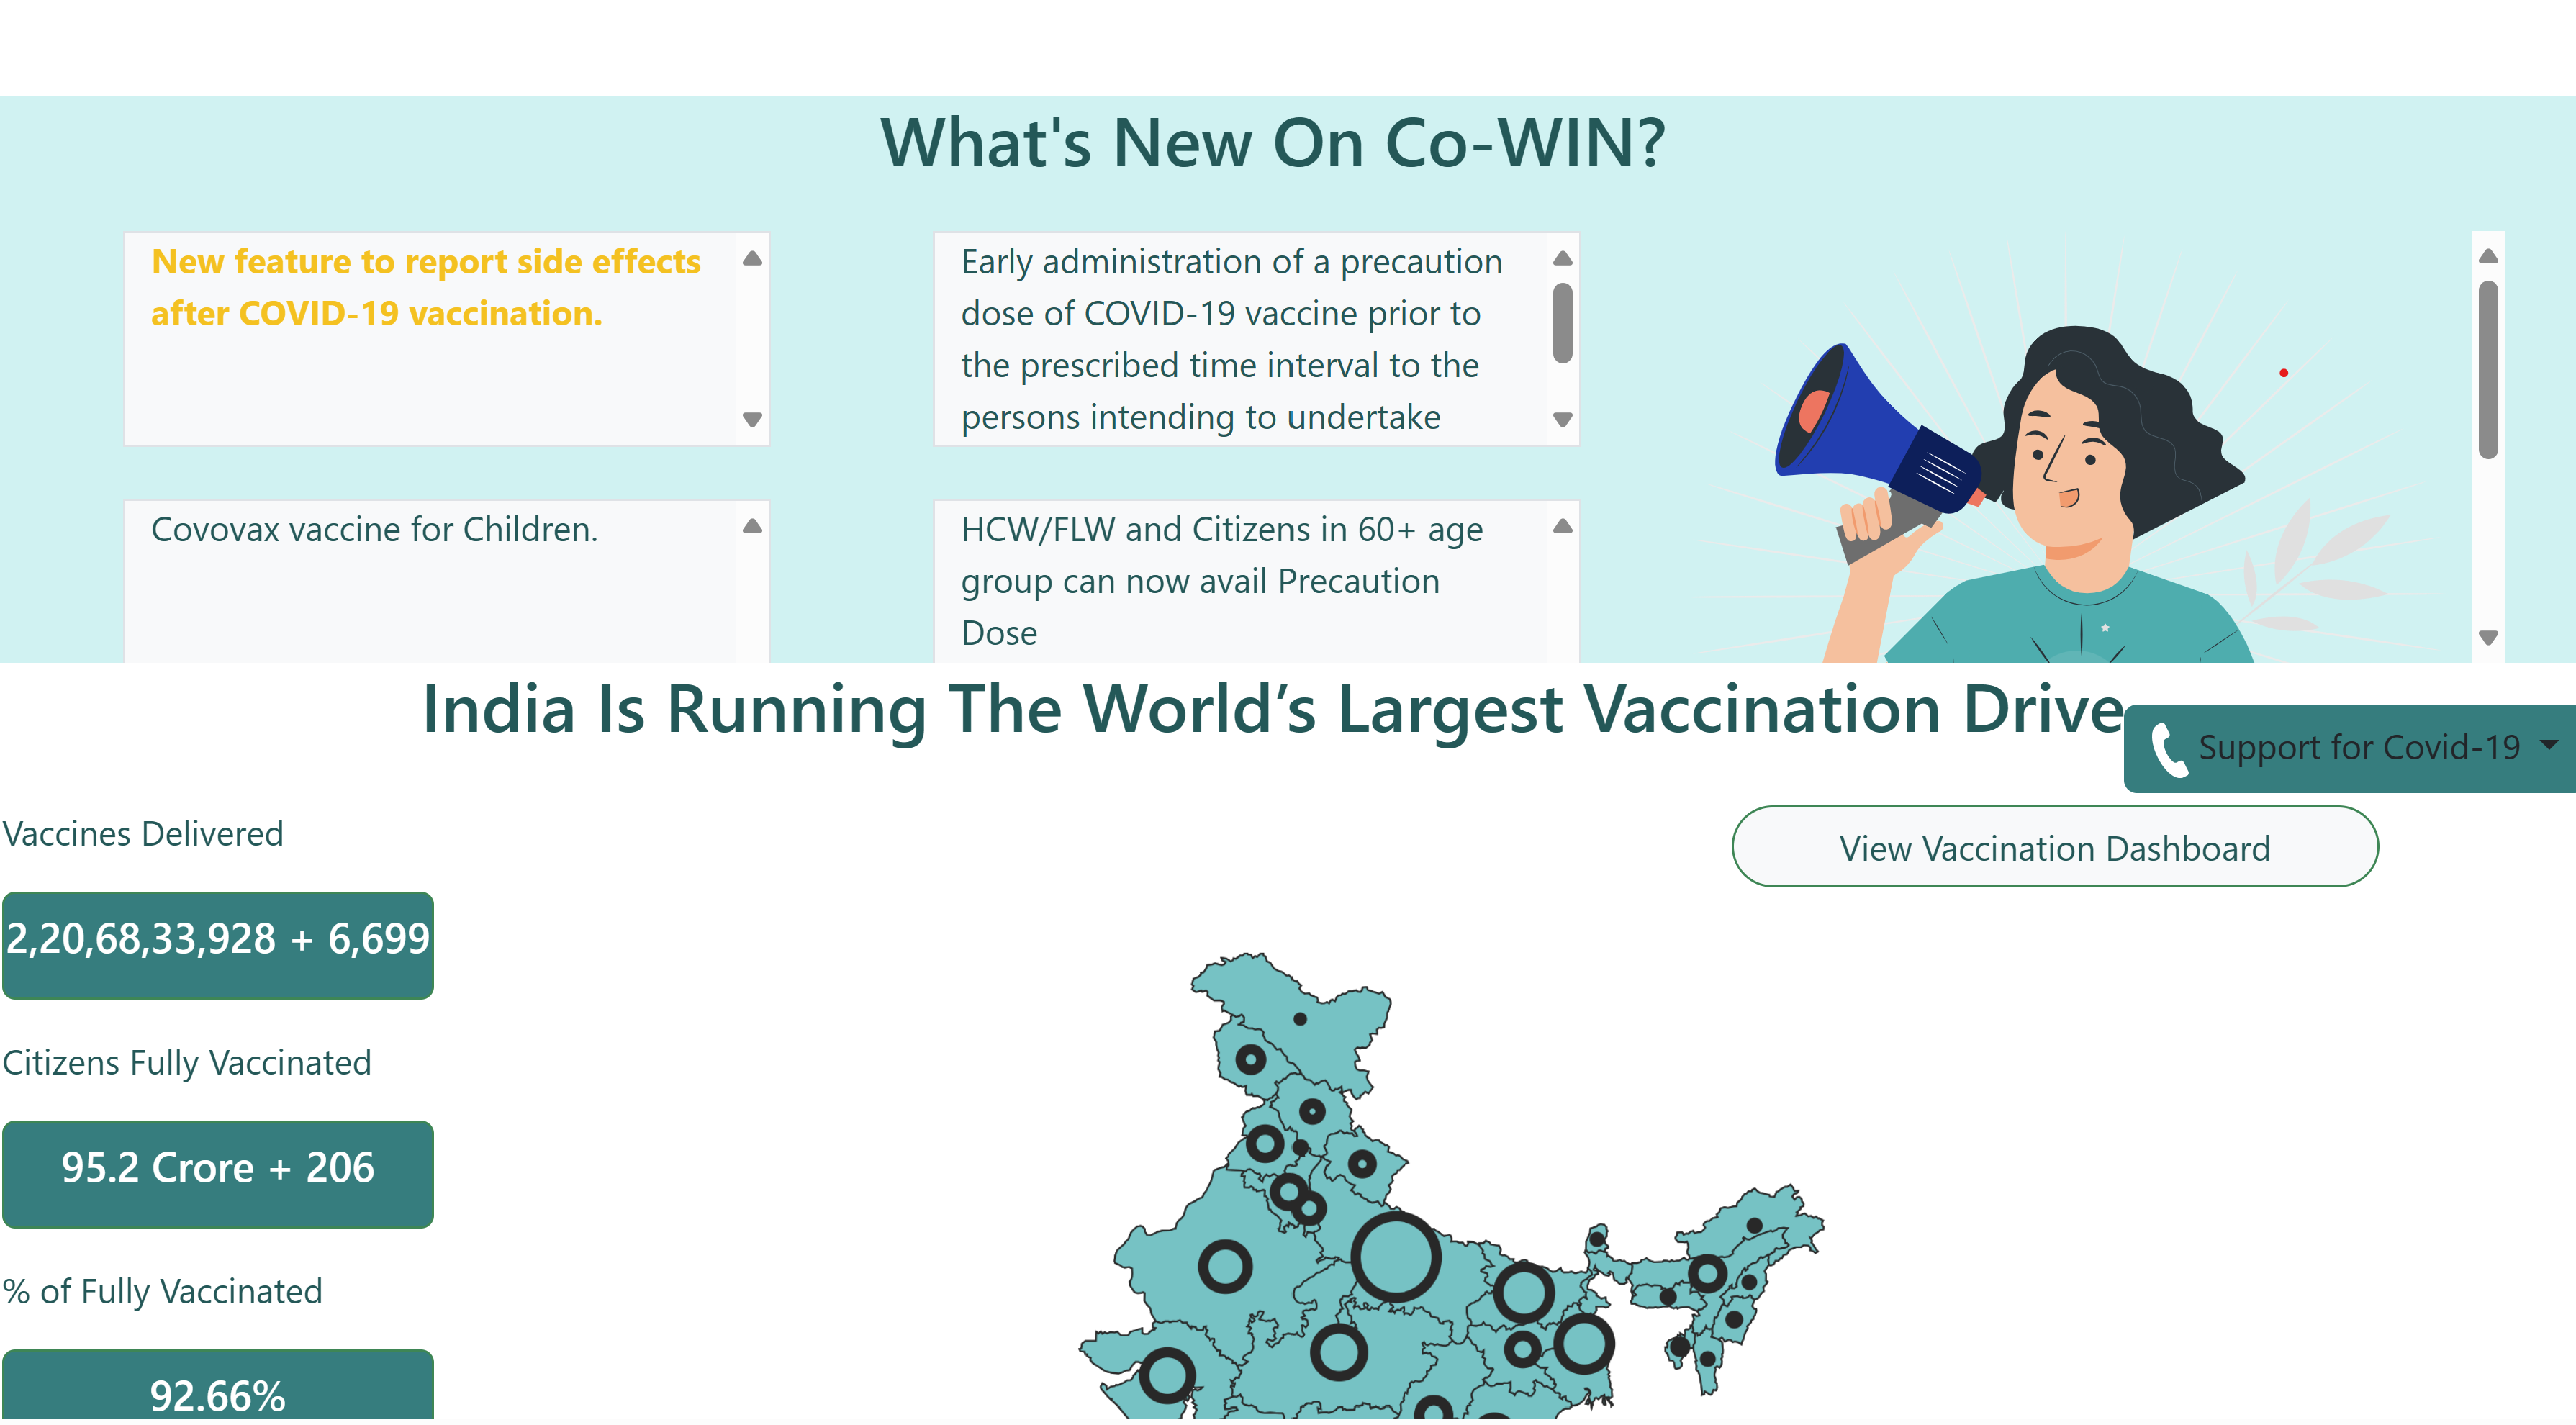 What's New On Co-WIN?
New feature to report side effects
after COVID-19 vaccination.
Early administration of a precaution
dose of COVID-19 vaccine prior to
the prescribed time interval to the
persons intending to undertake
Covovax vaccine for Children.
HCW/FLW and Citizens in 60+ age
group can now avail Precaution
Dose
India Is Running The World’s Largest Vaccination Drive
Support for Covid-19
View Vaccination Dashboard
Vaccines Delivered
2,20,68,33,928 + 6,699
Citizens Fully Vaccinated
95.2 Crore + 206
% of Fully Vaccinated
92.66%